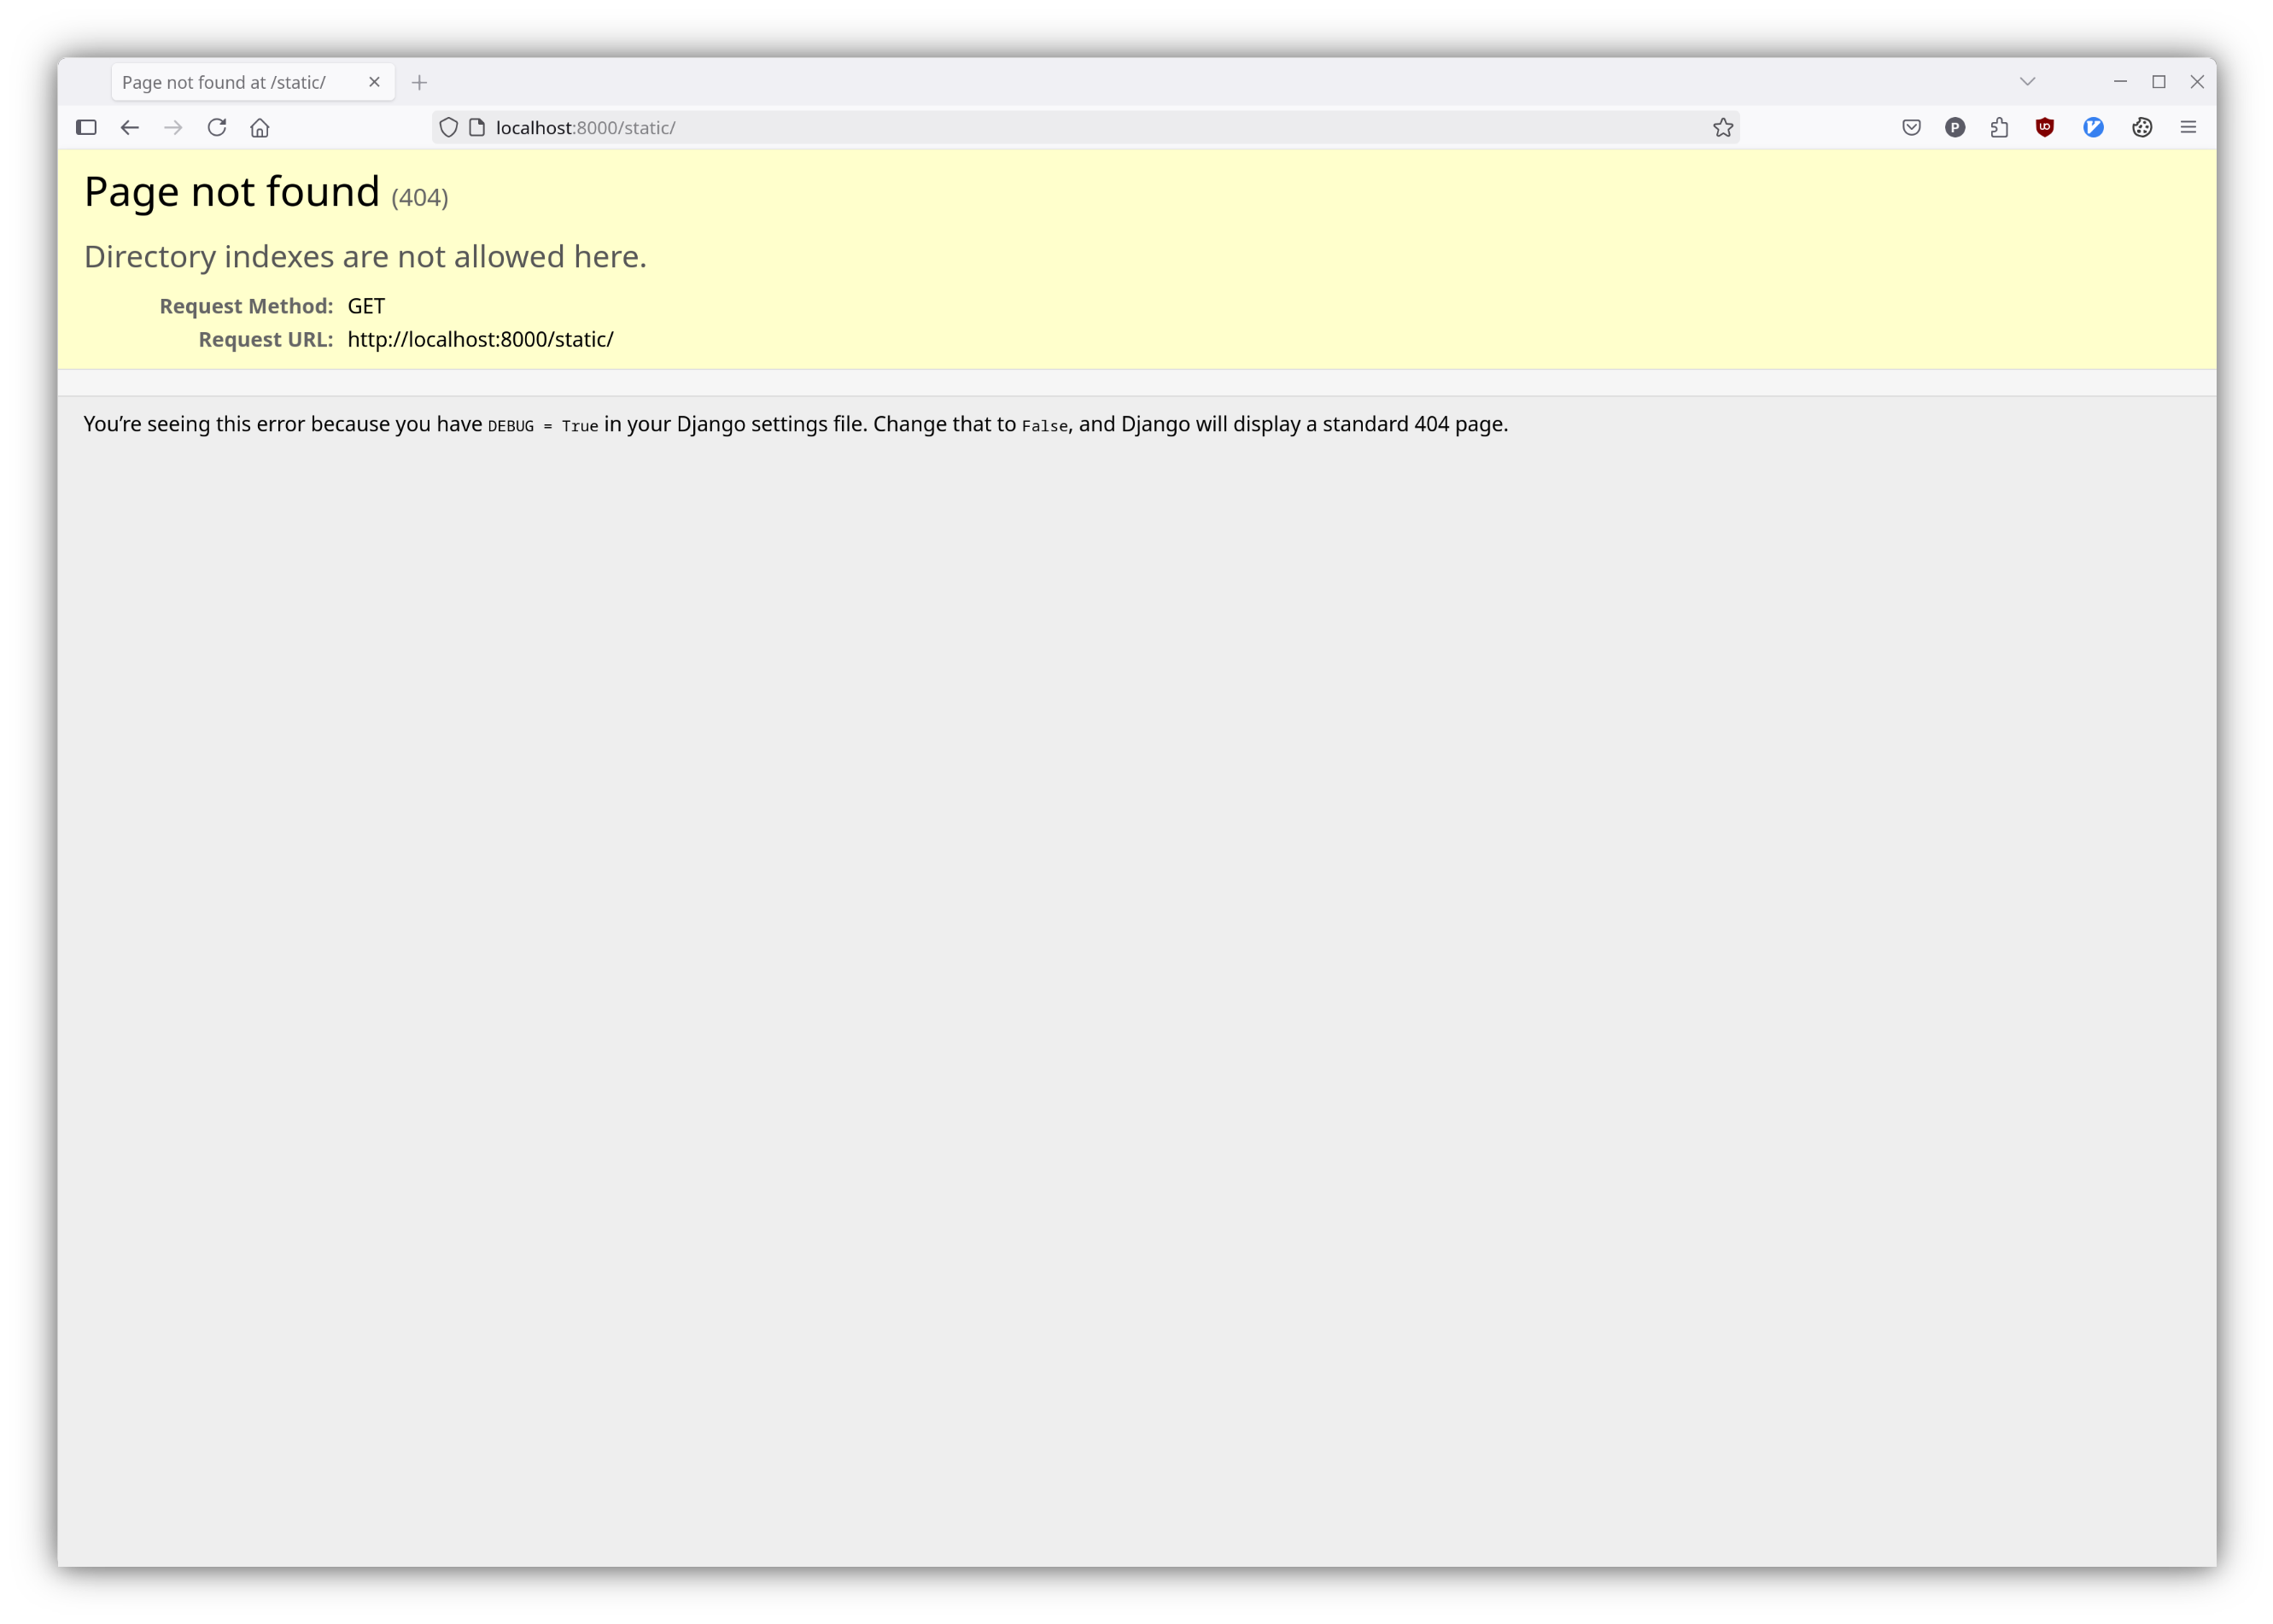 Page not found at /static/
localhost:8000/static/
P
Page not found (404)
Directory indexes are not allowed here.
Request Method: GET
Request URL: http://localhost:8000/static/
You’re seeing this error because you have DEBUG = True in your Django settings file. Change that to False, and Django will display a standard 404 page.